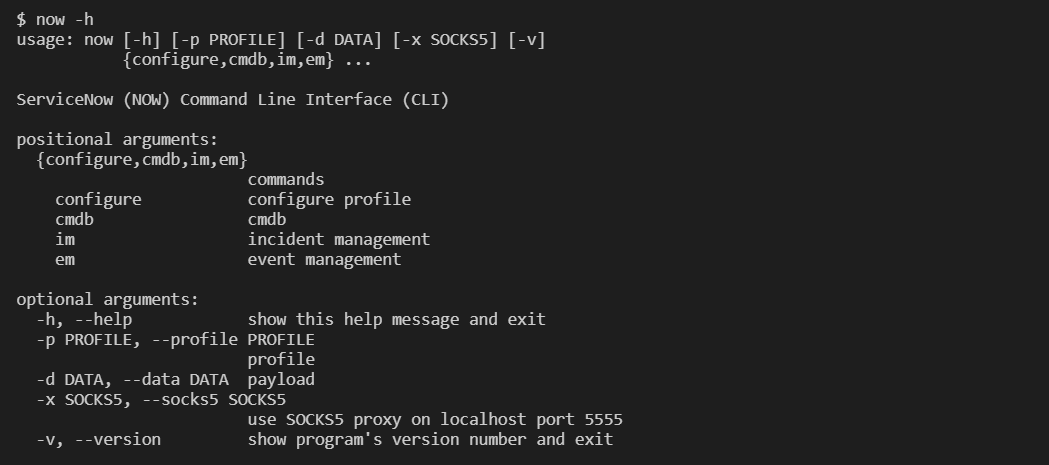 $ now -h
usage: now [-h] [-p PROFILE] [-d DATA] [-x SOCKS5] [-v]
           {configure,cmdb,im,em} ...

ServiceNow (NOW) Command Line Interface (CLI)

positional arguments:
  {configure,cmdb,im,em}
                        commands
    configure           configure profile
    cmdb                cmdb
    im                  incident management
    em                  event management

optional arguments:
  -h, --help            show this help message and exit
  -p PROFILE, --profile PROFILE
                        profile
  -d DATA, --data DATA  payload
  -x SOCKS5, --socks5 SOCKS5
                        use SOCKS5 proxy on localhost port 5555
  -v, --version         show program's version number and exit